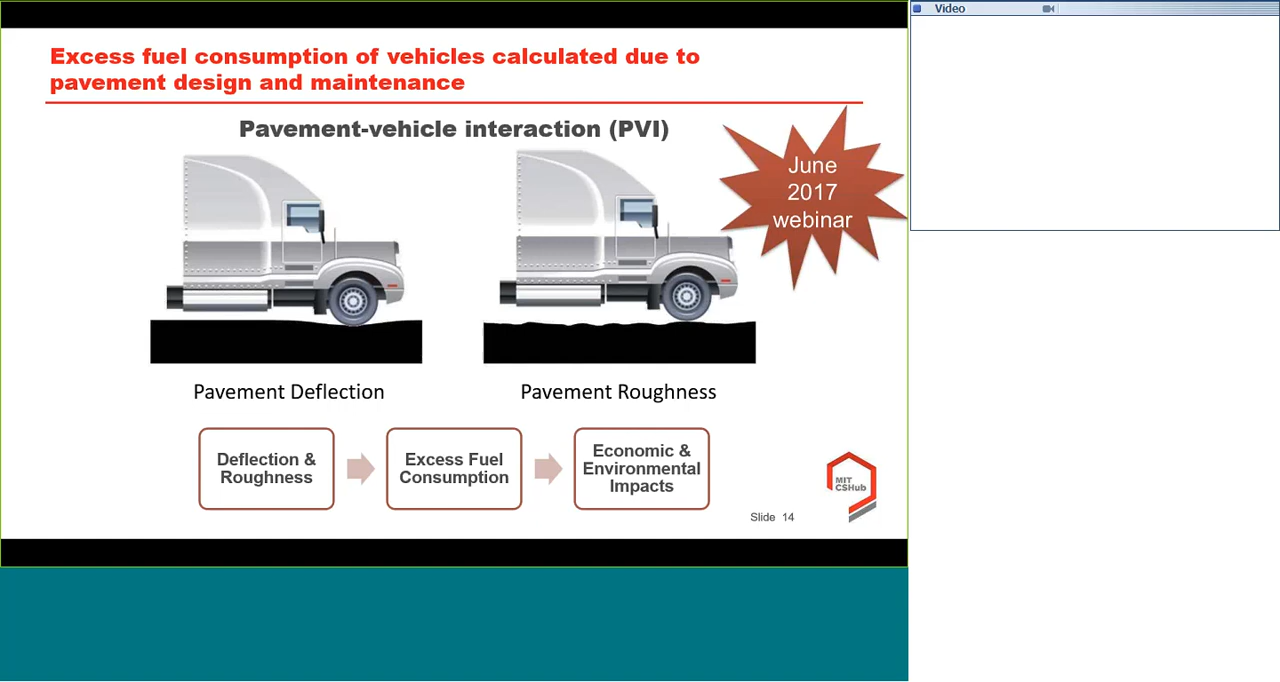 Video
Excess fuel consumption of vehicles calculated due to
pavement design and maintenance
Pavement-vehicle interaction (PVI)
June
2017
webinar
Pavement Deflection
Pavement Roughness
Deflection &
Roughness
Excess Fuel
Consumption
Economic &
Environmental
Impacts
MIT
CSHub
Slide 14